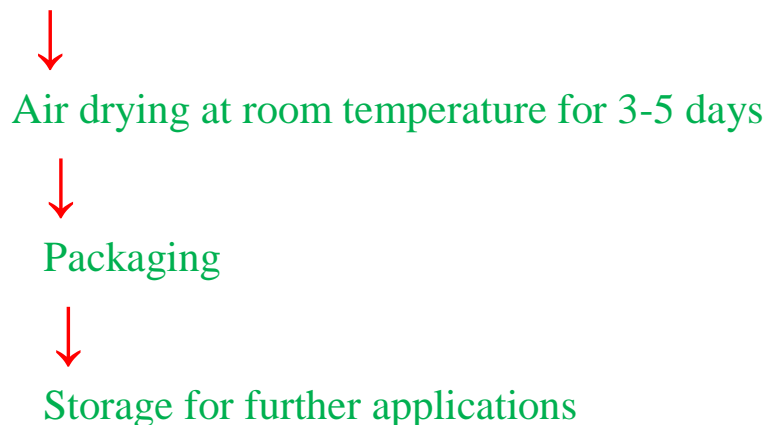 Air drying at room temperature for 3-5 days
Packaging
Storage for further applications